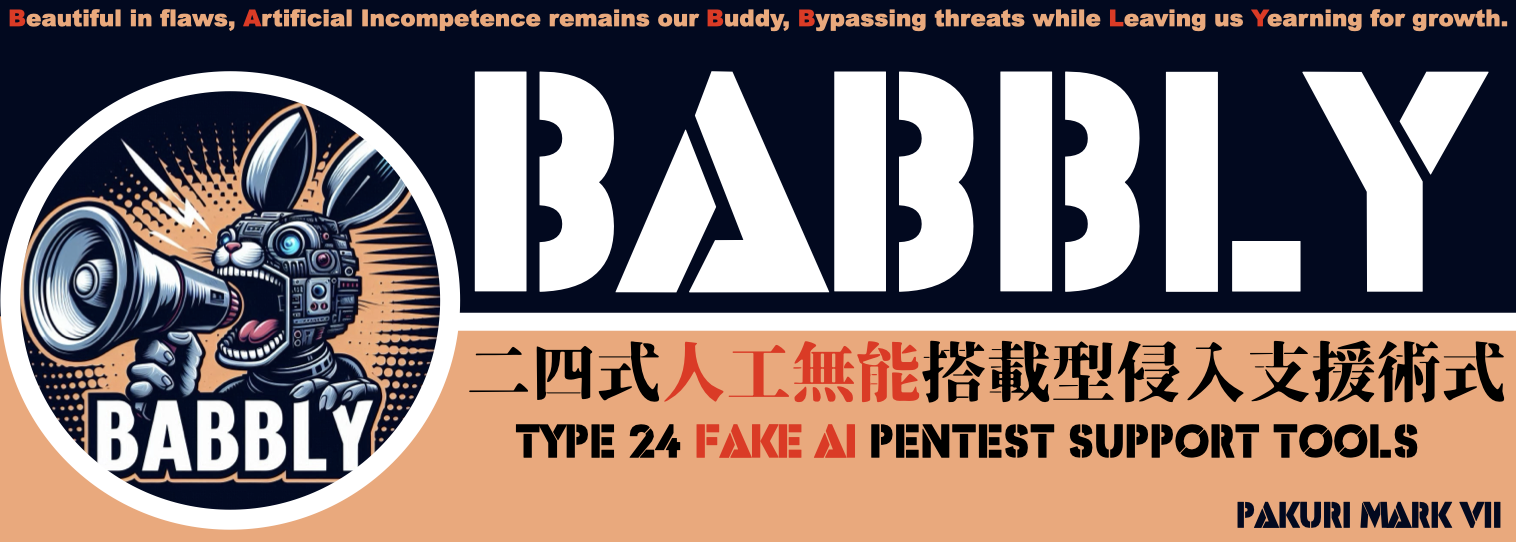 Beautiful in flaws, Artificial Incompetence remains our Buddy, Bypassing threats while Leaving us Yearning for growth.
BABBLY
BABBLY
二四式人工無能搭載型侵入支援術式
TYPE 24 FAKE AI PENTEST SUPPORT TOOLS
PAKURI MARK VII